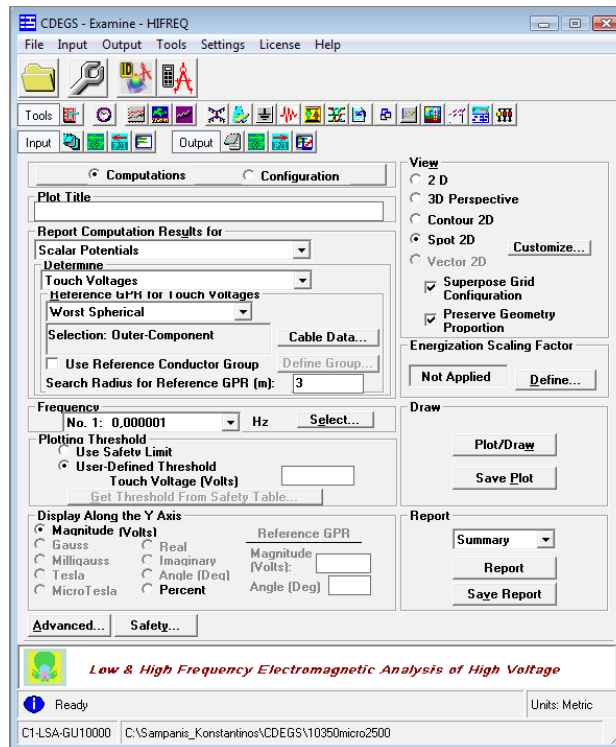 CDEGS - Examine - HIFREQ
File Input Output Tools Settings License Help
Tools
Input Output
Computations Configuration
Plot Title
Report Computation Results for
Scalar Potentials
Determine
Touch Voltages
Reference GPR for Touch Voltages
Worst Spherical
Selection: Outer-Component
Cable Data...
Use Reference Conductor Group Define Group...
Search Radius for Reference GPR (m): 3
Frequency
No. 1: 0,000001 Hz Select...
Plotting Threshold
Use Safety Limit
User-Defined Threshold
Touch Voltage (Volts)
Get Threshold From Safety Table...
Display Along the Y Axis
Magnitude (Volts)
Gauss Real
Milligauss Imaginary
Tesla Angle (Deg)
MicroTesla Percent
Reference GPR
Magnitude
(Volts):
Angle (Deg)
Advanced... Safety...
View
2 D
3D Perspective
Contour 2D
Spot 2D
Vector 2D
Customize...
Superpose Grid
Configuration
Preserve Geometry
Proportion
Energization Scaling Factor
Not Applied Define...
Draw
Plot/Draw
Save Plot
Report
Summary
Report
Save Report
Low & High Frequency Electromagnetic Analysis of High Voltage
Ready Units: Metric
C1-LSA-GU10000 C:\Sampanis_Konstantinos\CDEGS\10350micro2500